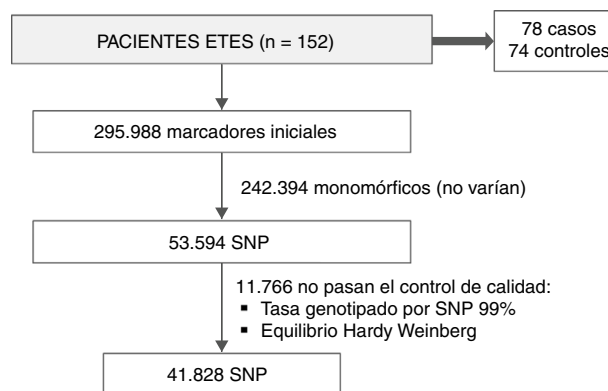 PACIENTES ETES (n = 152)
78 casos
74 controles
295.988 marcadores iniciales
242.394 monomórficos (no varían)
53.594 SNP
11.766 no pasan el control de calidad:
▪ Tasa genotipado por SNP 99%
▪ Equilibrio Hardy Weinberg
41.828 SNP